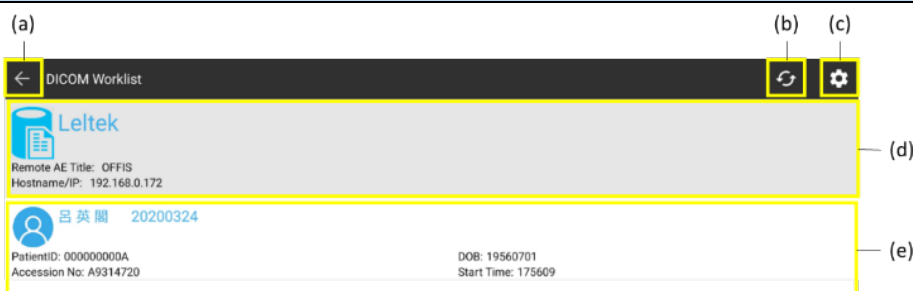 (a) (b) (c)
DICOM Worklist
Leltek
Remote AE Title: OFFIS
Hostname/IP: 192.168.0.172
(d)
呂英閣 20200324
PatientID: 000000000A DOB: 19560701
Accession No: A9314720 Start Time: 175609
(e)